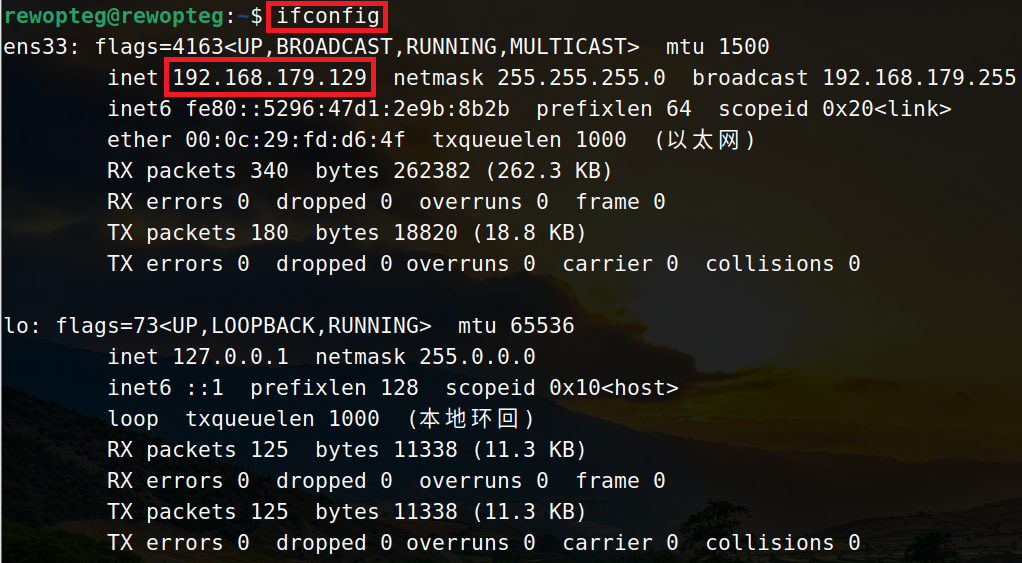 rewopteg@rewopteg:~$ ifconfig
ens33: flags=4163<UP,BROADCAST,RUNNING,MULTICAST>  mtu 1500
        inet 192.168.179.129  netmask 255.255.255.0  broadcast 192.168.179.255
        inet6 fe80::5296:47d1:2e9b:8b2b  prefixlen 64  scopeid 0x20<link>
        ether 00:0c:29:fd:d6:4f  txqueuelen 1000  (以太网)
        RX packets 340  bytes 262382 (262.3 KB)
        RX errors 0  dropped 0  overruns 0  frame 0
        TX packets 180  bytes 18820 (18.8 KB)
        TX errors 0  dropped 0 overruns 0  carrier 0  collisions 0

lo: flags=73<UP,LOOPBACK,RUNNING>  mtu 65536
        inet 127.0.0.1  netmask 255.0.0.0
        inet6 ::1  prefixlen 128  scopeid 0x10<host>
        loop  txqueuelen 1000  (本地环回)
        RX packets 125  bytes 11338 (11.3 KB)
        RX errors 0  dropped 0  overruns 0  frame 0
        TX packets 125  bytes 11338 (11.3 KB)
        TX errors 0  dropped 0 overruns 0  carrier 0  collisions 0